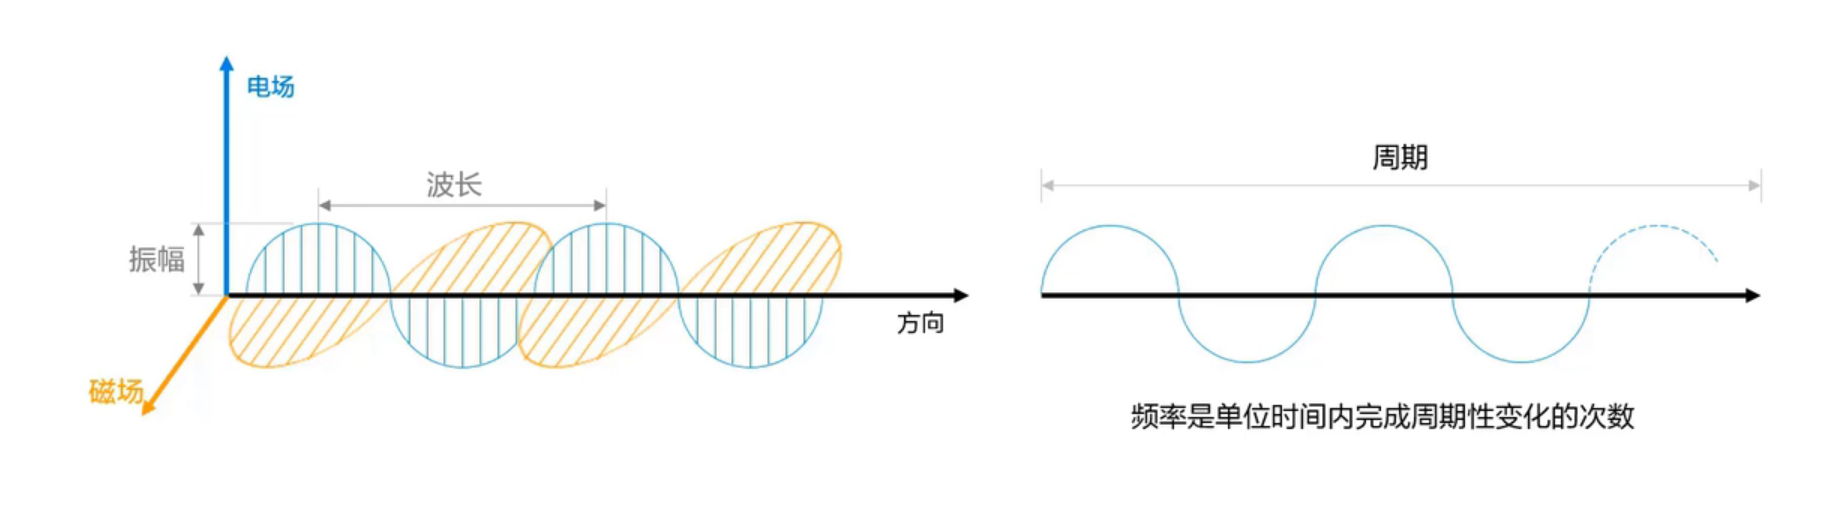 电场
波长
振幅
方向
磁场
周期
频率是单位时间内完成周期性变化的次数